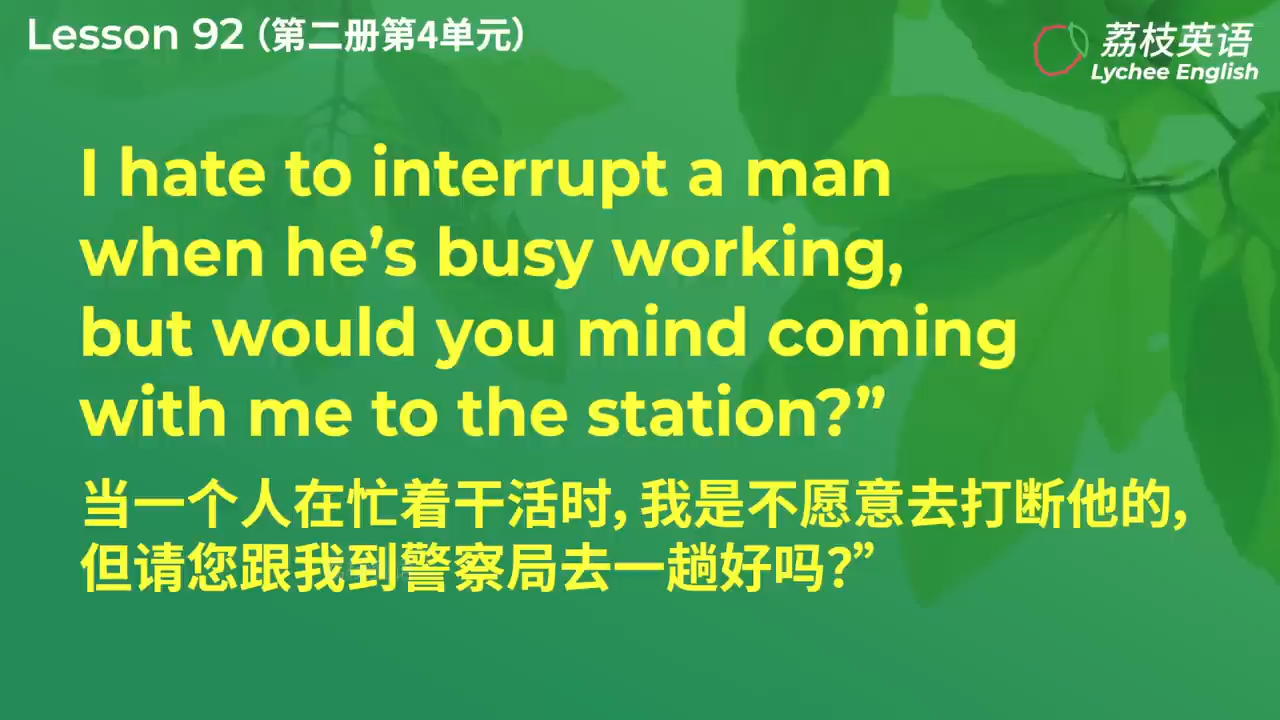 Lesson 92 (第二册第4单元)
荔枝英语
Lychee English
I hate to interrupt a man
when he’s busy working,
but would you mind coming
with me to the station?”
当一个人在忙着干活时, 我是不愿意去打断他的,
但请您跟我到警察局去一趟好吗?”